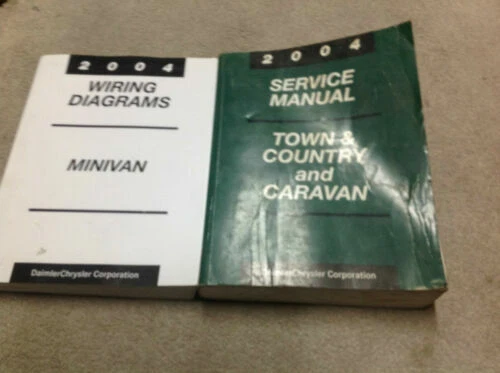 2004
WIRING
DIAGRAMS
MINIVAN
DaimlerChrysler Corporation
2004
SERVICE
MANUAL
TOWN &
COUNTRY
and
CARAVAN
DaimlerChrysler Corporation